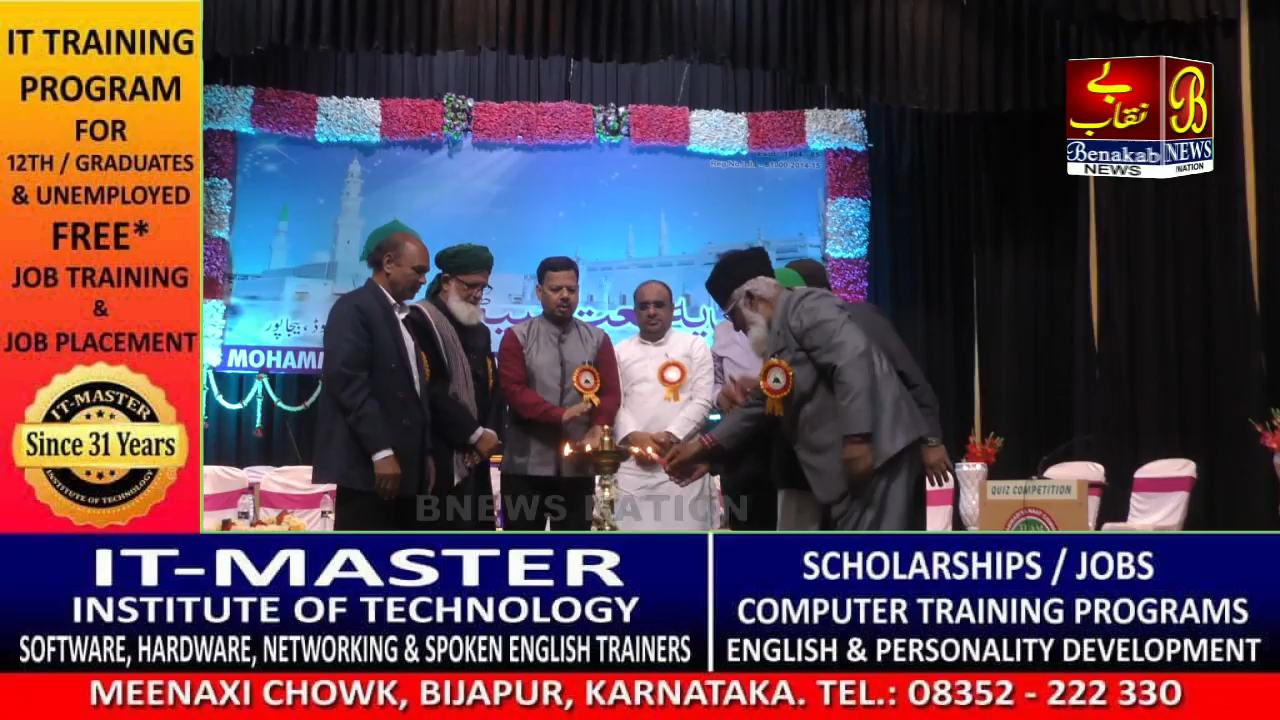 IT TRAINING
PROGRAM
FOR
12TH / GRADUATES
& UNEMPLOYED
FREE*
JOB TRAINING
&
JOB PLACEMENT
IT-MASTER
Since 31 Years
INSTITUTE OF TECHNOLOGY
بے
نقاب
B
Benakab NEWS
NEWS NATION
بیجاپور
MOHAMM
QUIZ COMPETITION
BNEWS NATION
IT-MASTER
INSTITUTE OF TECHNOLOGY
SOFTWARE, HARDWARE, NETWORKING & SPOKEN ENGLISH TRAINERS
SCHOLARSHIPS / JOBS
COMPUTER TRAINING PROGRAMS
ENGLISH & PERSONALITY DEVELOPMENT
MEENAXI CHOWK, BIJAPUR, KARNATAKA. TEL.: 08352 - 222 330